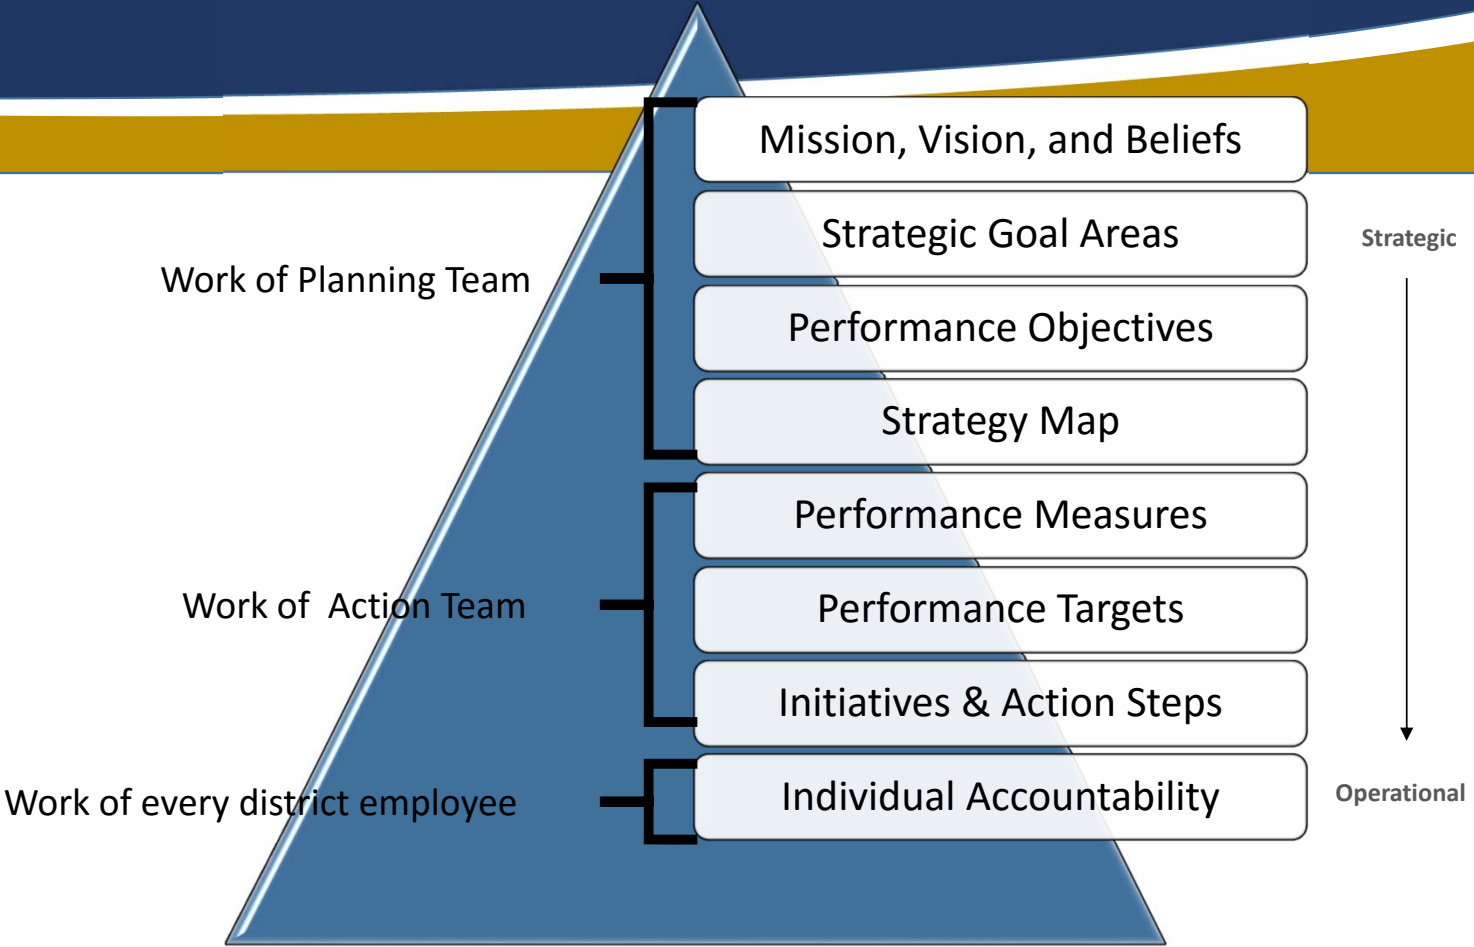 Mission, Vision, and Beliefs
Strategic Goal Areas
Strategic
Work of Planning Team
Performance Objectives
Strategy Map
Performance Measures
Work of  Action Team
Performance Targets
Initiatives & Action Steps
Work of every district employee
Individual Accountability
Operational